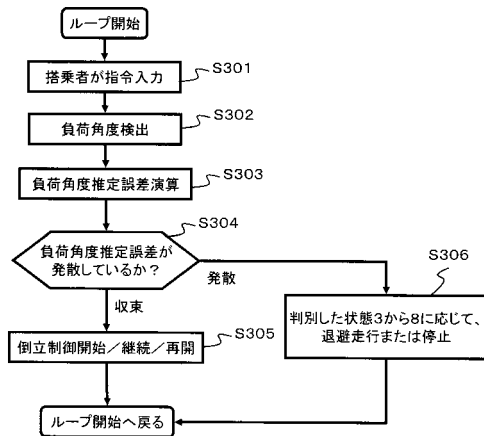 ループ開始
搭乗者が指令入力
S301
負荷角度検出
S302
負荷角度推定誤差演算
S303
負荷角度推定誤差が
発散しているか？
S304
発散
収束
倒立制御開始／継続／再開
S305
判別した状態3から8に応じて、
退避走行または停止
S306
ループ開始へ戻る